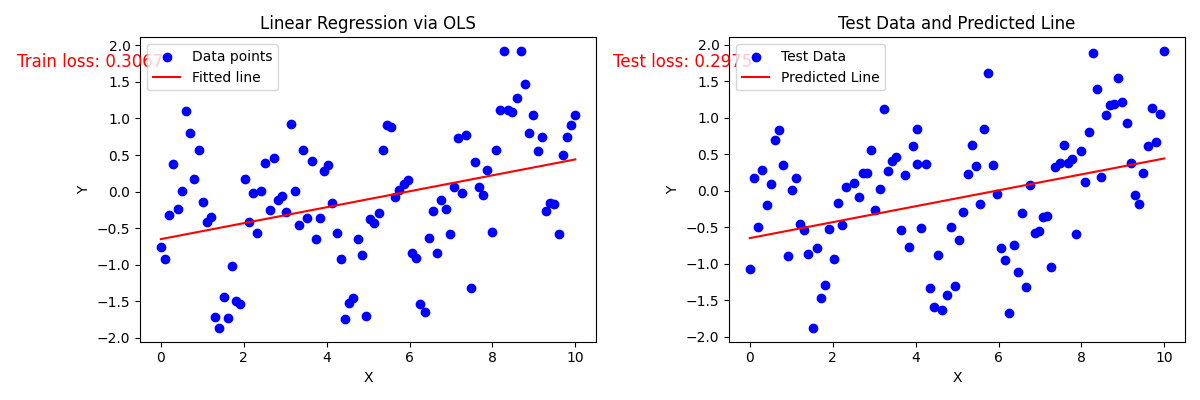 Linear Regression via OLS
Train loss: 0.3067
Data points
Fitted line
2.0
1.5
1.0
0.5
0.0
−0.5
−1.0
−1.5
−2.0
Y
0 2 4 6 8 10
X
Test Data and Predicted Line
Test loss: 0.2975
Test Data
Predicted Line
2.0
1.5
1.0
0.5
0.0
−0.5
−1.0
−1.5
−2.0
Y
0 2 4 6 8 10
X